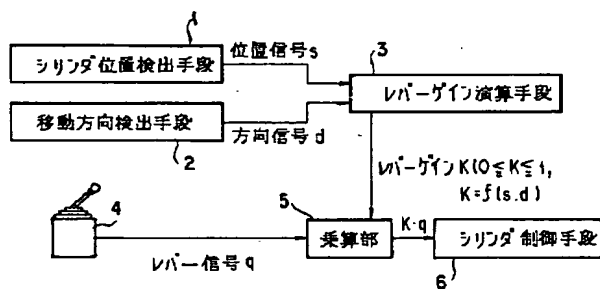 1
シリンダ位置検出手段
位置信号s
3
レバーゲイン演算手段
移動方向検出手段
方向信号d
2
レバーゲインK(0≦K≦1,
K=f(s.d)
5
4
乗算部
K・q
シリンダ制御手段
レバー信号q
6